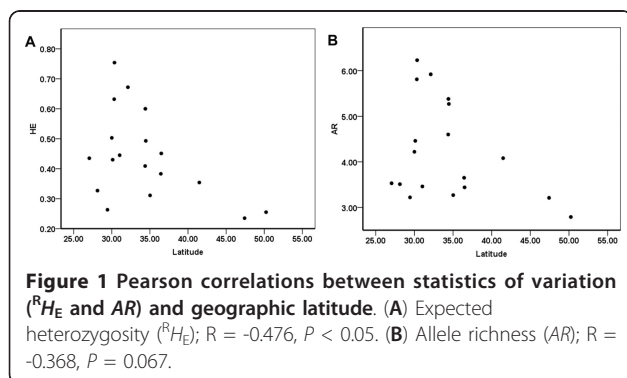 A
B
0.80
0.70
0.60
0.50
0.40
0.30
0.20
HE
25.00 30.00 35.00 40.00 45.00 50.00 55.00
Latitude
6.00
5.00
4.00
3.00
AR
25.00 30.00 35.00 40.00 45.00 50.00 55.00
Latitude
Figure 1 Pearson correlations between statistics of variation
(ᴿHE and AR) and geographic latitude. (A) Expected
heterozygosity (ᴿHE); R = -0.476, P < 0.05. (B) Allele richness (AR); R =
-0.368, P = 0.067.